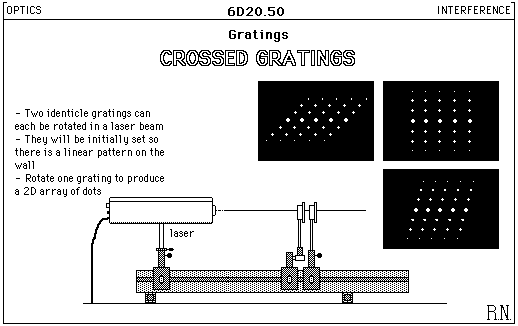 OPTICS 6D20.50 INTERFERENCE
Gratings
CROSSED GRATINGS
- Two identicle gratings can
each be rotated in a laser beam
- They will be initially set so
there is a linear pattern on the
wall
- Rotate one grating to produce
a 2D array of dots
laser
R.N.